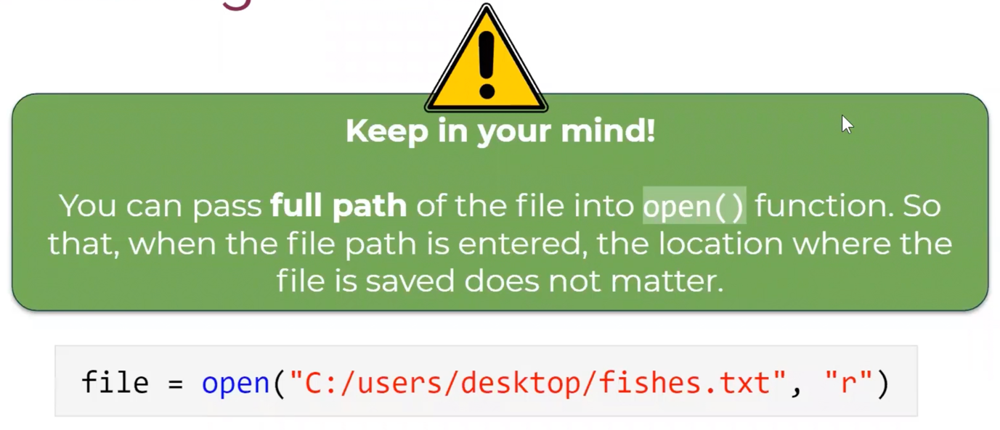 Keep in your mind!
You can pass full path of the file into open() function. So
that, when the file path is entered, the location where the
file is saved does not matter.
file = open("C:/users/desktop/fishes.txt", "r")